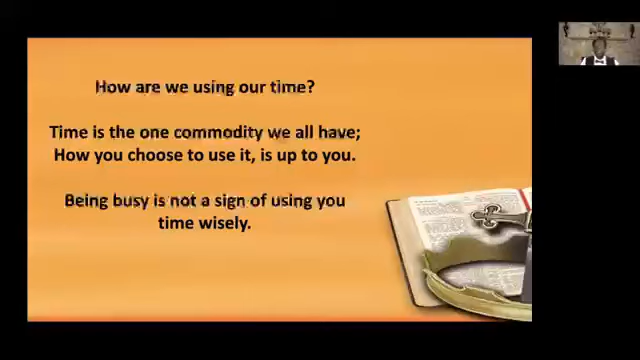 How are we using our time?
Time is the one commodity we all have;
How you choose to use it, is up to you.
Being busy is not a sign of using you
time wisely.